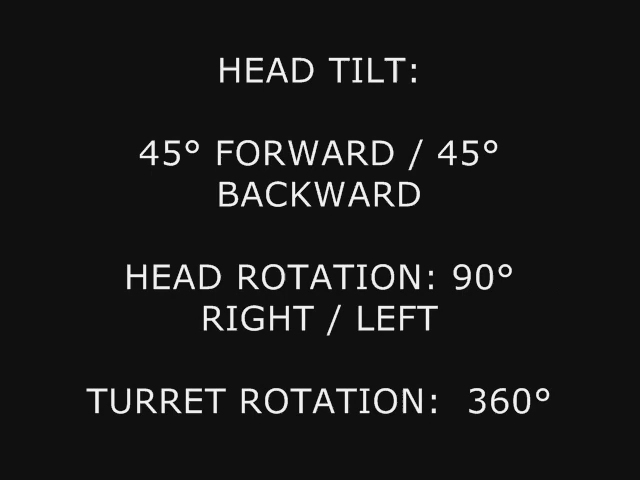 HEAD TILT:
45° FORWARD / 45°
BACKWARD
HEAD ROTATION: 90°
RIGHT / LEFT
TURRET ROTATION:  360°